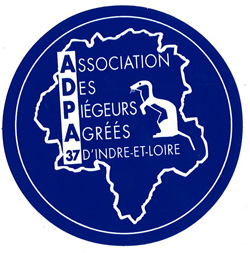 ASSOCIATION
DES
PIÉGEURS
AGRÉÉS
37 D'INDRE-ET-LOIRE